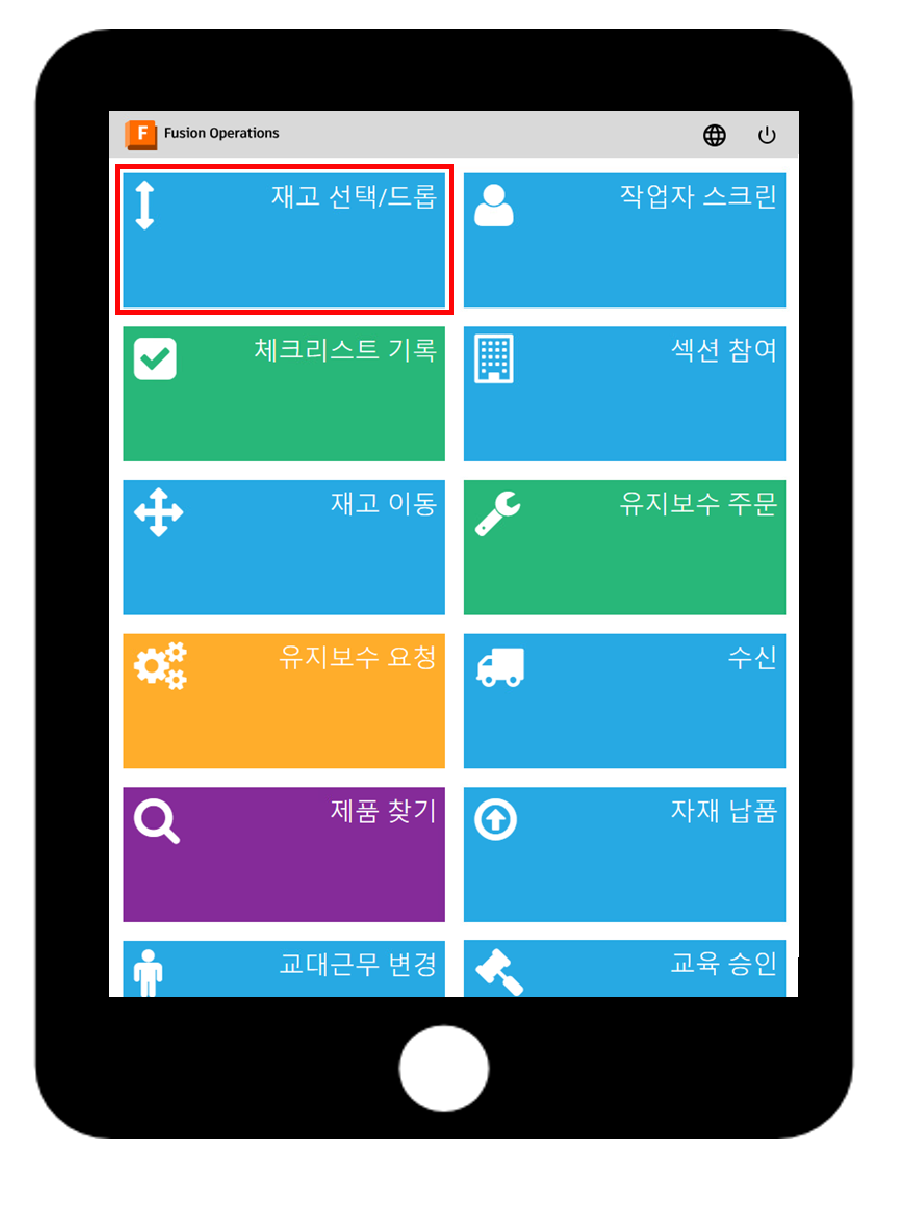 Fusion Operations
재고 선택/드롭
작업자 스크린
체크리스트 기록
섹션 참여
재고 이동
유지보수 주문
유지보수 요청
수신
제품 찾기
자재 납품
교대근무 변경
교육 승인